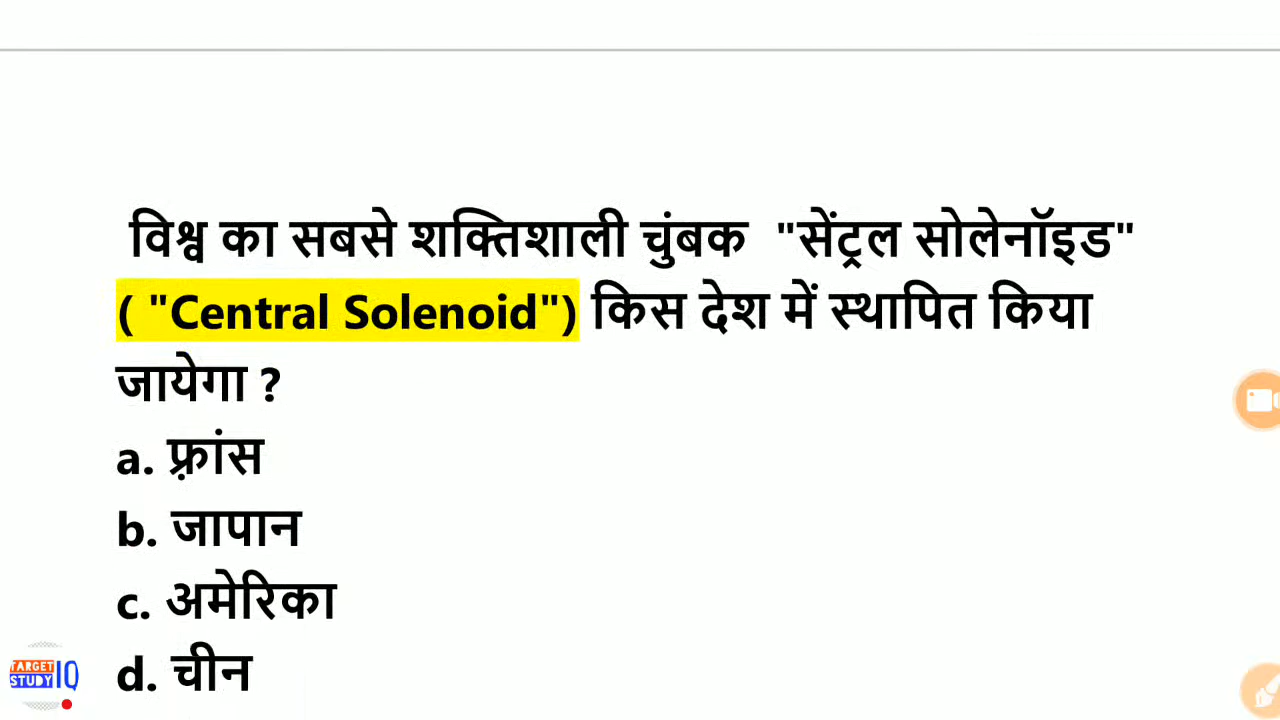 विश्व का सबसे शक्तिशाली चुंबक "सेंट्रल सोलेनॉइड"
( "Central Solenoid") किस देश में स्थापित किया
जायेगा ?
a. फ़्रांस
b. जापान
c. अमेरिका
d. चीन
TARGET
STUDY IQ